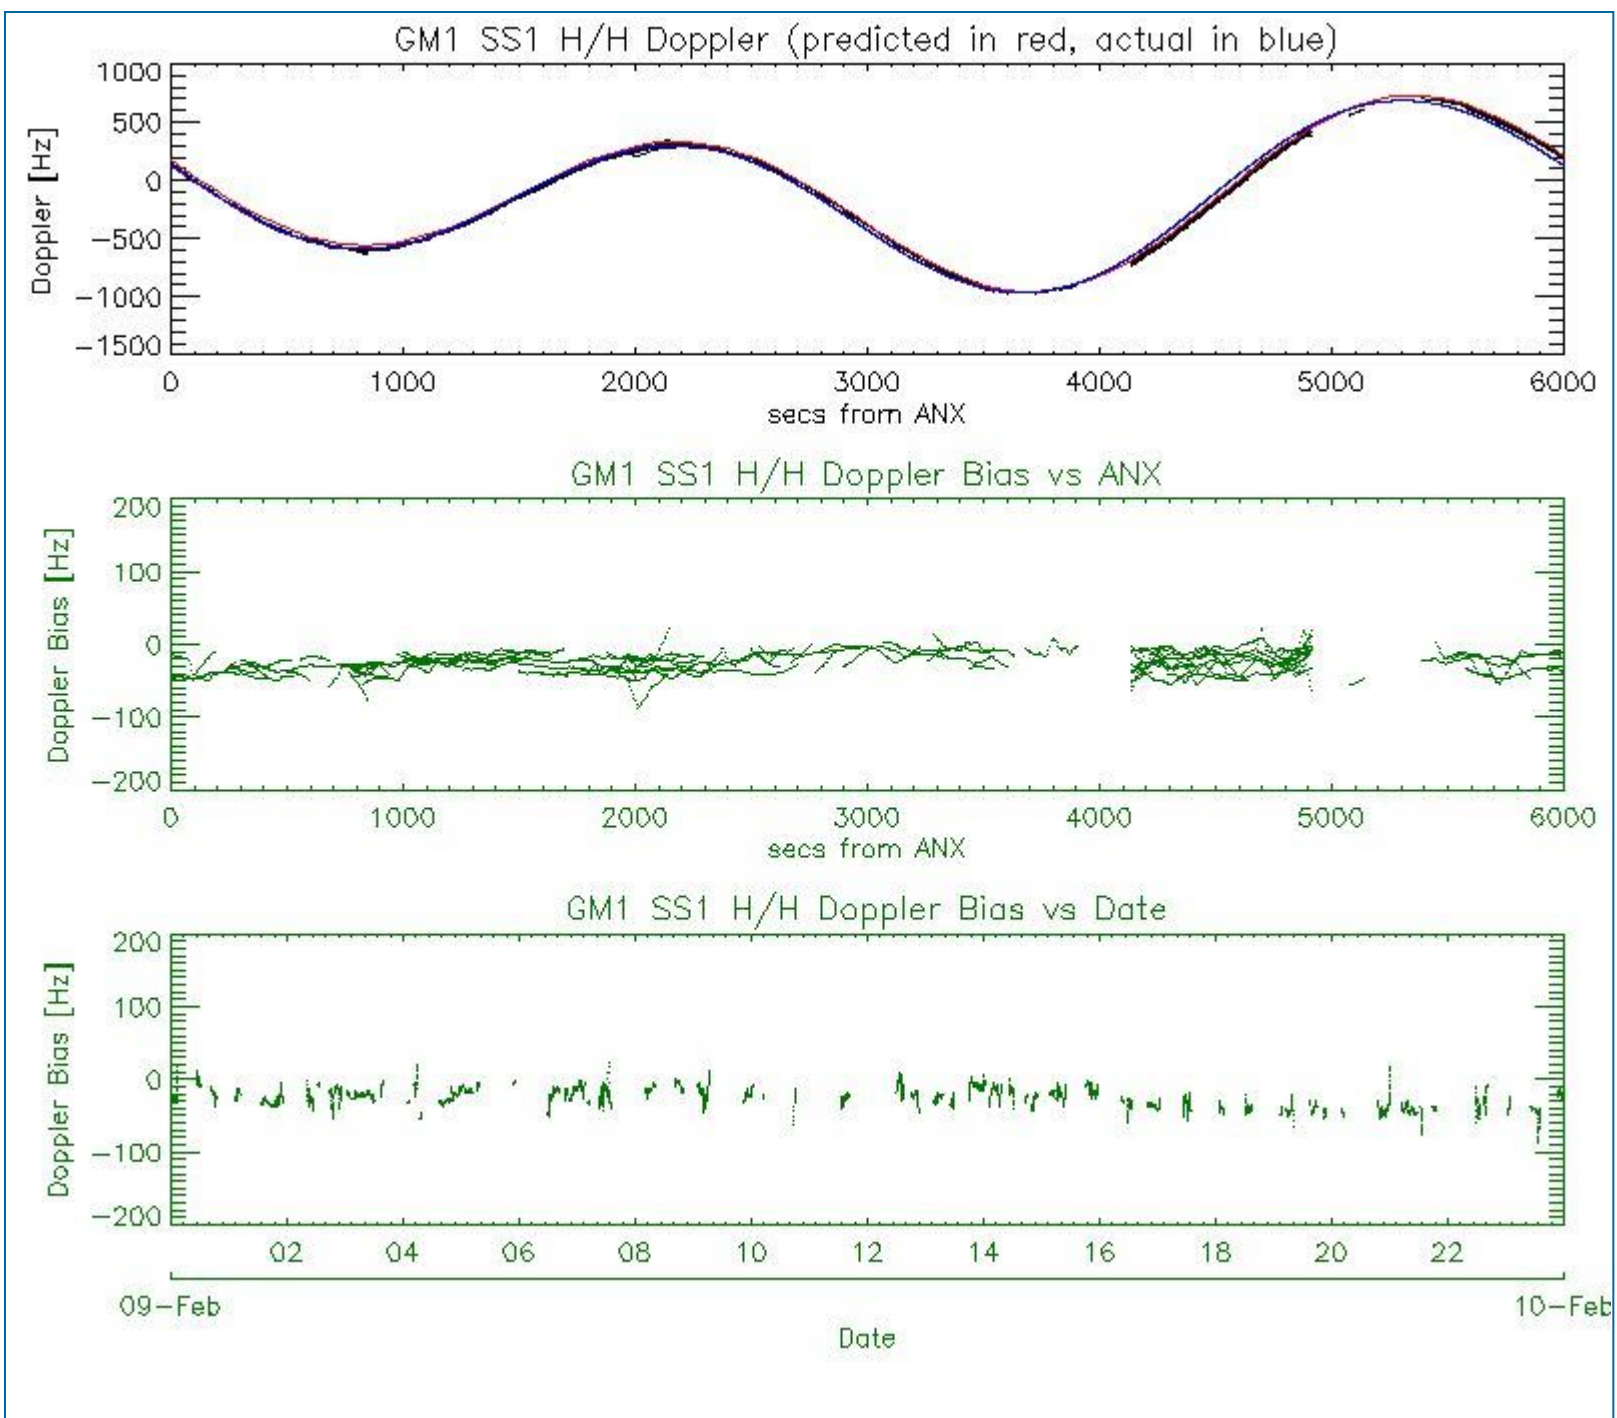 GM1 SS1 H/H Doppler (predicted in red, actual in blue)
1000
500
0
−500
−1000
−1500
Doppler [Hz]
0 1000 2000 3000 4000 5000 6000
secs from ANX
GM1 SS1 H/H Doppler Bias vs ANX
200
100
0
−100
−200
Doppler Bias [Hz]
0 1000 2000 3000 4000 5000 6000
secs from ANX
GM1 SS1 H/H Doppler Bias vs Date
200
100
0
−100
−200
Doppler Bias [Hz]
02 04 06 08 10 12 14 16 18 20 22
09−Feb 10−Feb
Date